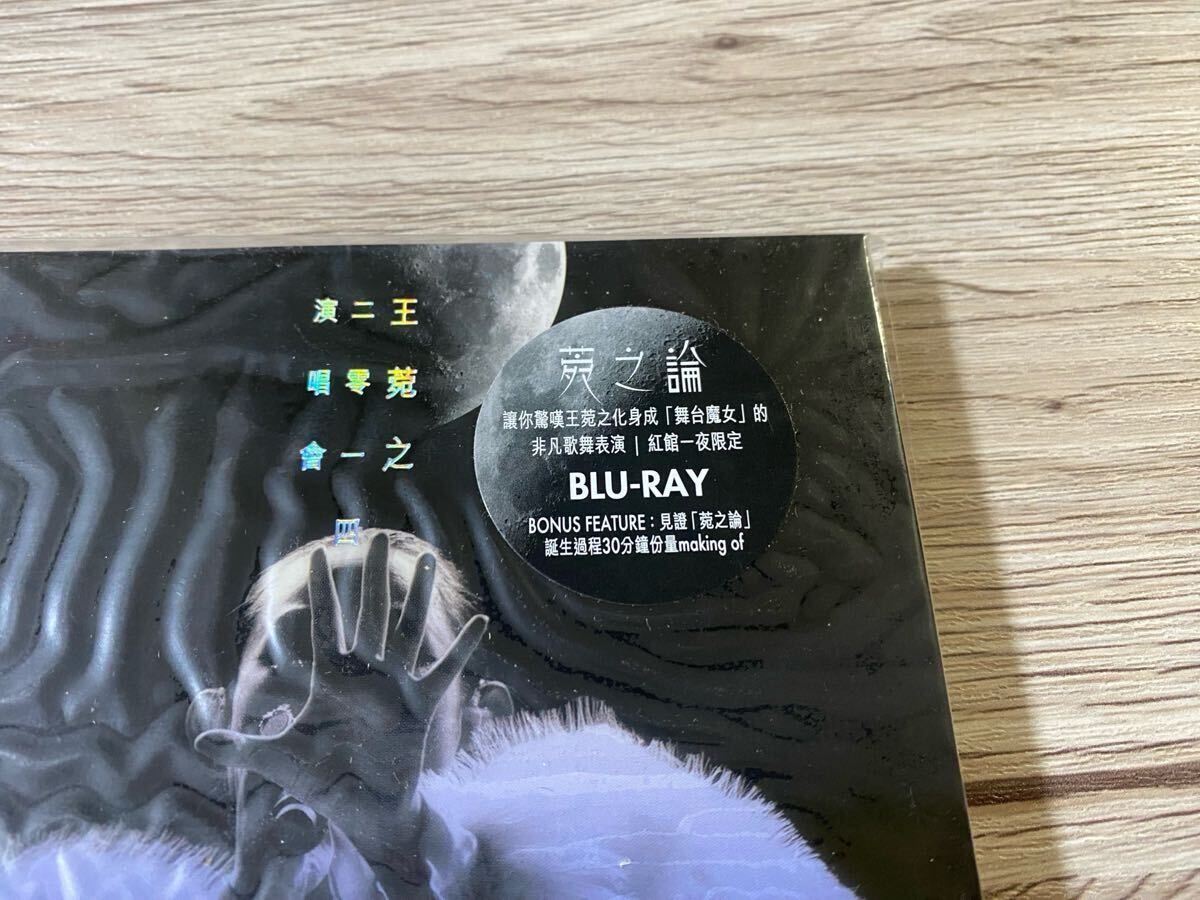 王菀之
二零一四
演唱會
菀之論
讓你驚嘆王菀之化身成「舞台魔女」的
非凡歌舞表演 | 紅館一夜限定
BLU-RAY
BONUS FEATURE：見證「菀之論」
誕生過程30分鐘份量making of